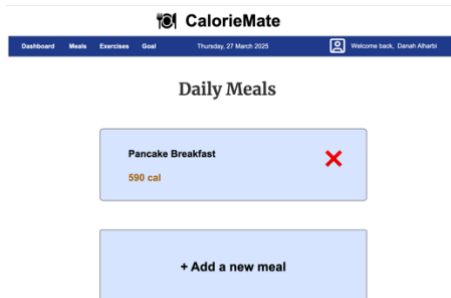 CalorieMate
Dashboard Meals Exercises Goal Thursday, 27 March 2025 Welcome back, Danah Alharbi
Daily Meals
Pancake Breakfast
590 cal
+ Add a new meal